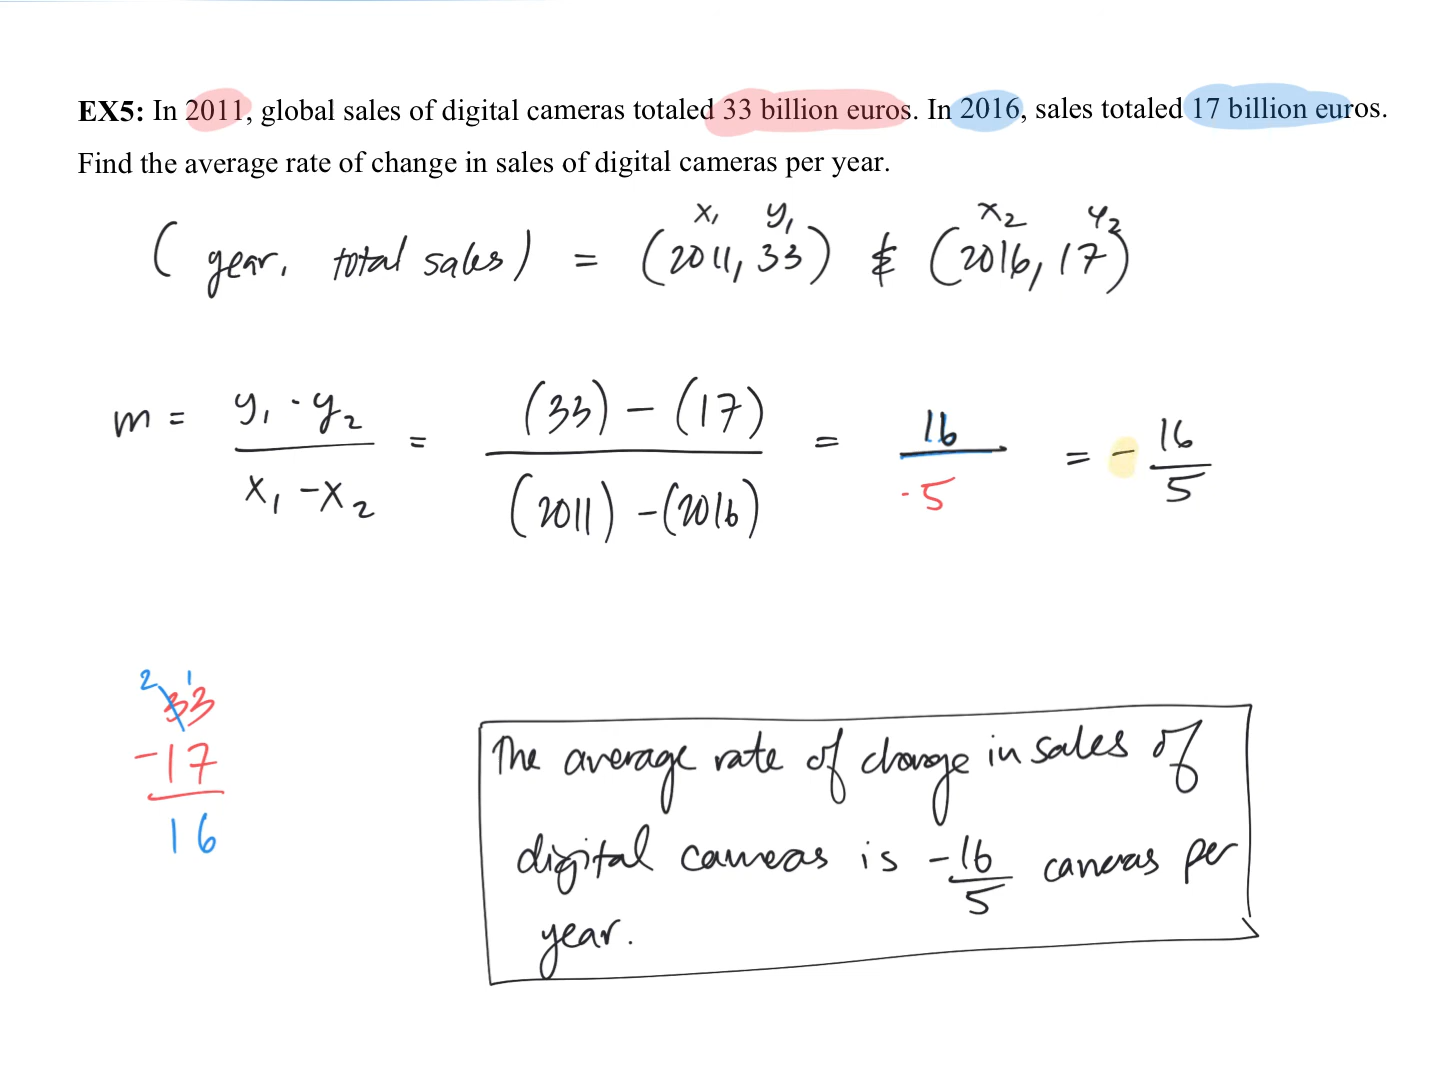 EX5: In 2011, global sales of digital cameras totaled 33 billion euros. In 2016, sales totaled 17 billion euros.
Find the average rate of change in sales of digital cameras per year.
x₁ y₁ x₂ y₂
(year, total sales) = (2011, 33) & (2016, 17)
m = (y₁ - y₂)/(x₁ - x₂) = ((33) - (17))/((2011) - (2016)) = 16/-5 = - 16/5
2 1
33
-17
16
The average rate of change in sales of
digital cameras is -16/5 cameras per
year.